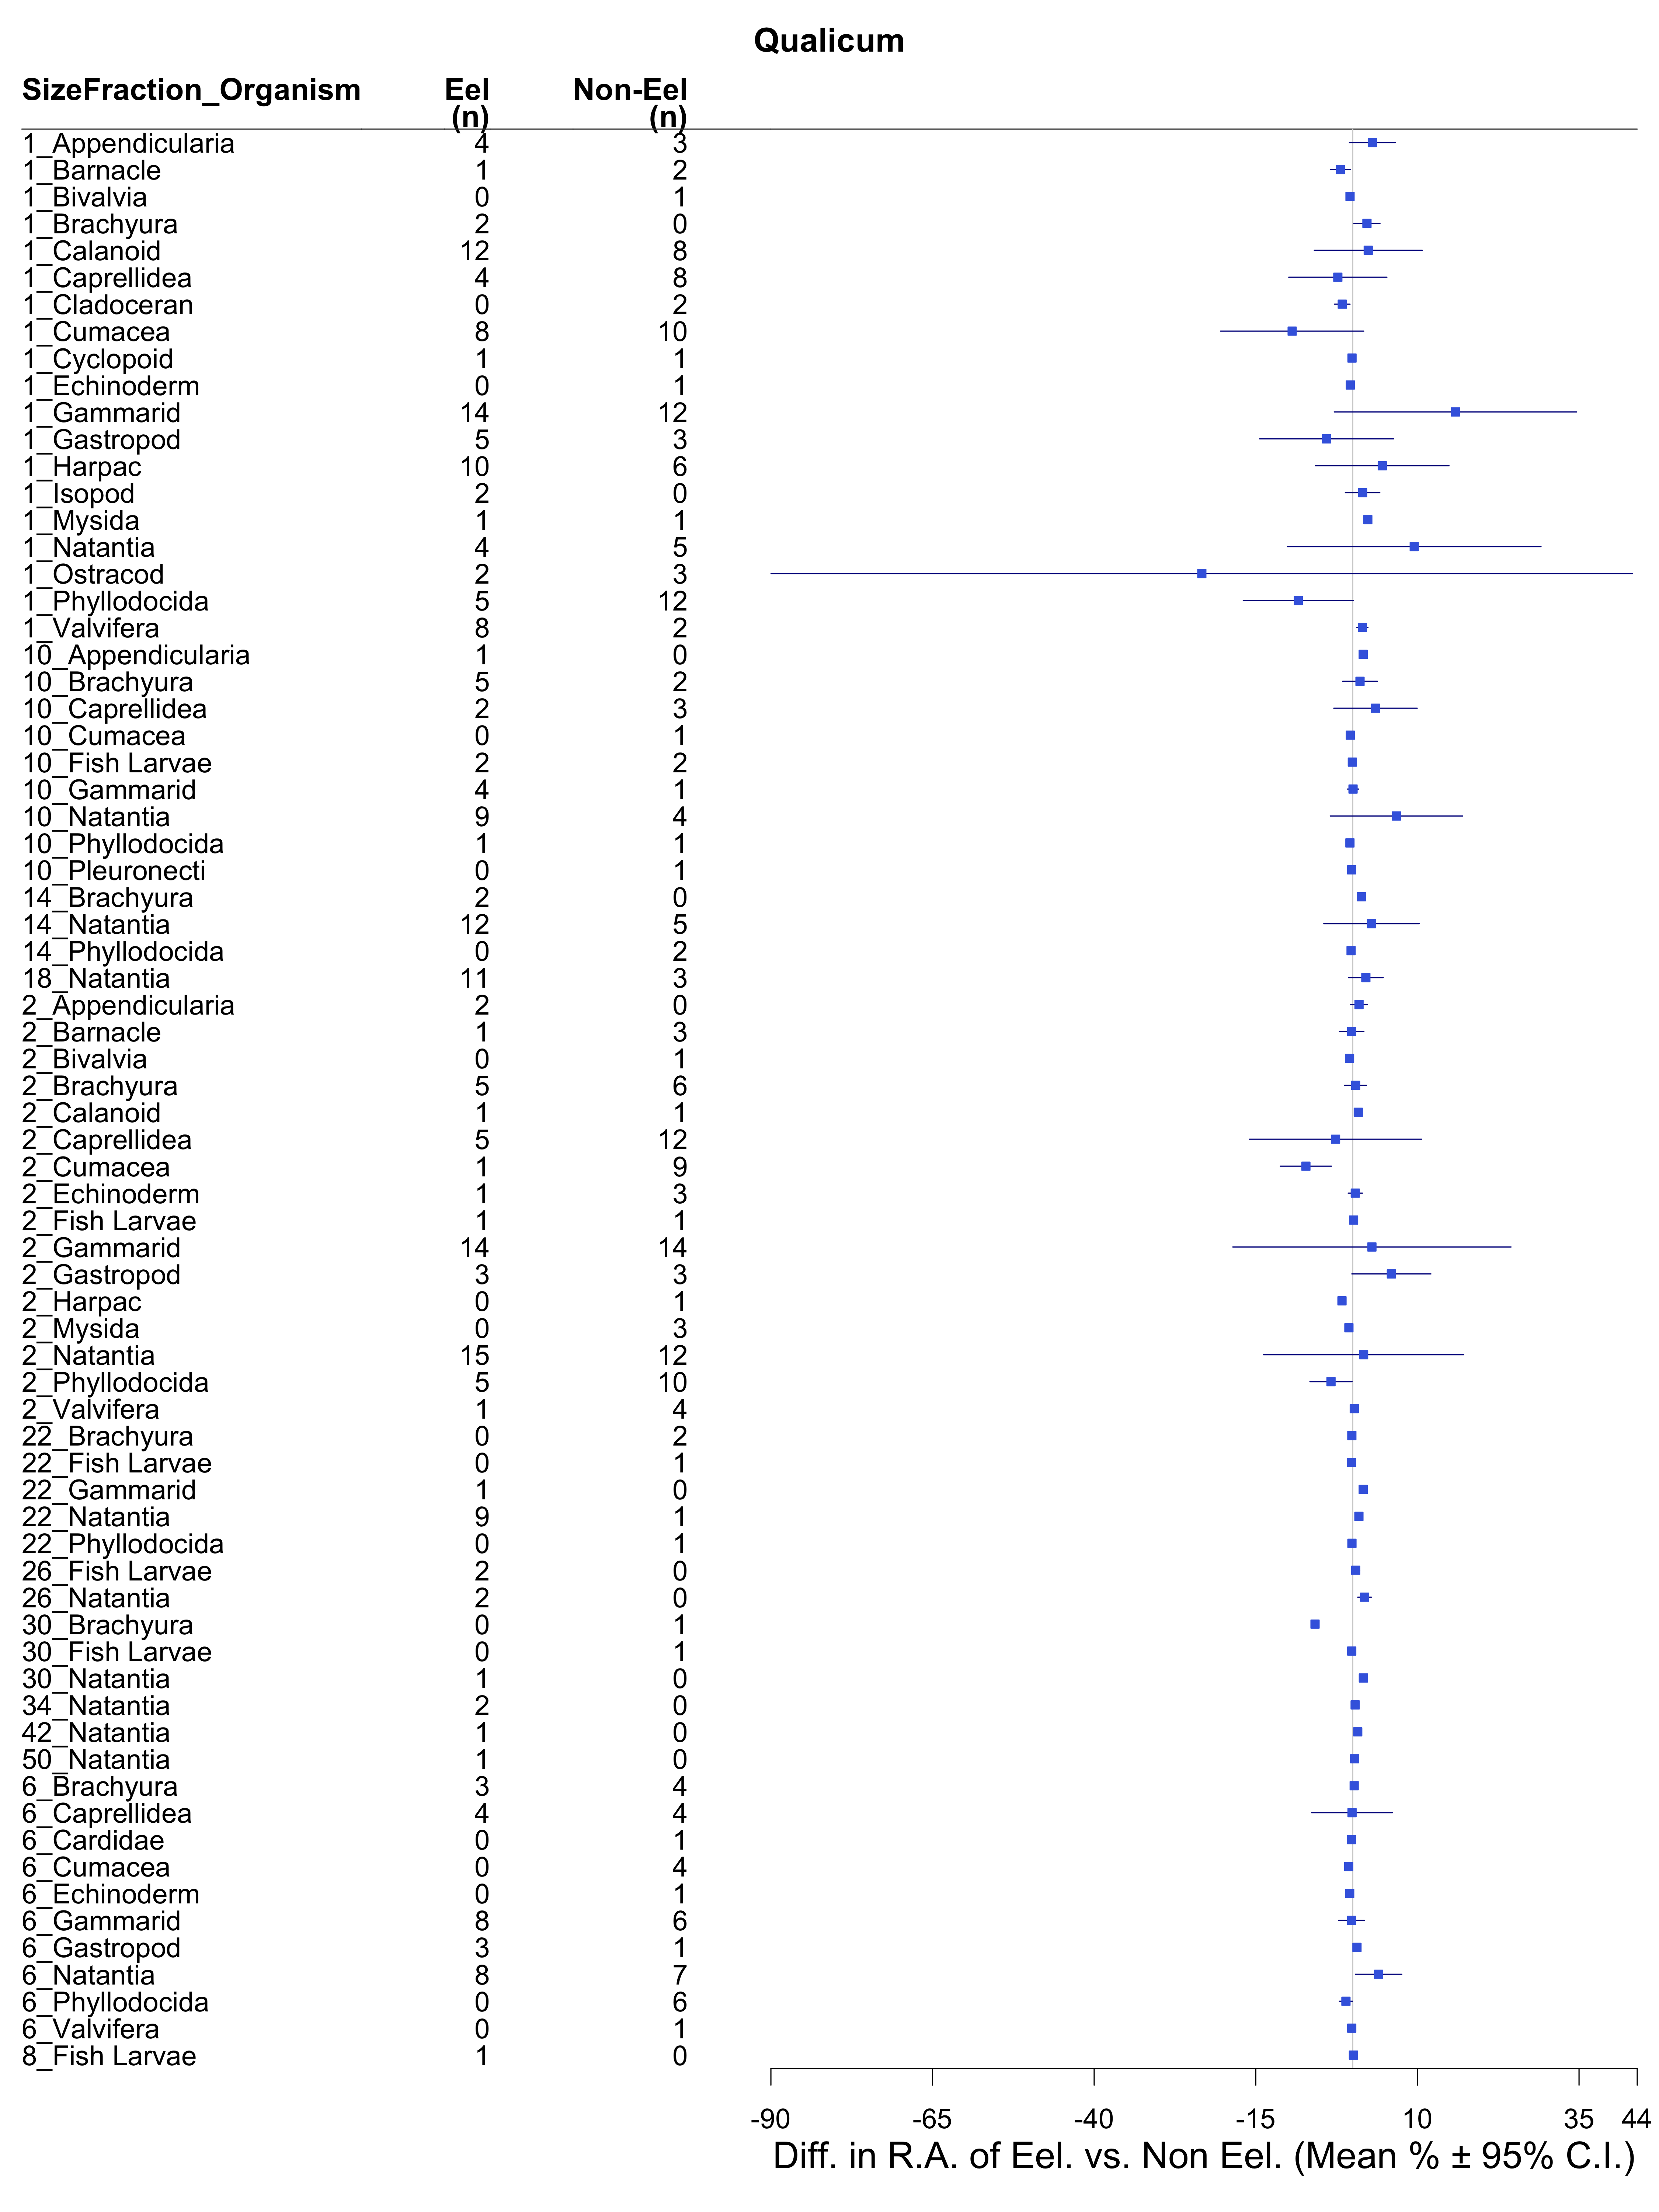 Qualicum
SizeFraction_Organism Eel Non-Eel
(n) (n)
1_Appendicularia 4 3
1_Barnacle 1 2
1_Bivalvia 0 1
1_Brachyura 2 0
1_Calanoid 12 8
1_Caprellidea 4 8
1_Cladoceran 0 2
1_Cumacea 8 10
1_Cyclopoid 1 1
1_Echinoderm 0 1
1_Gammarid 14 12
1_Gastropod 5 3
1_Harpac 10 6
1_Isopod 2 0
1_Mysida 1 1
1_Natantia 4 5
1_Ostracod 2 3
1_Phyllodocida 5 12
1_Valvifera 8 2
10_Appendicularia 1 0
10_Brachyura 5 2
10_Caprellidea 2 3
10_Cumacea 0 1
10_Fish Larvae 2 2
10_Gammarid 4 1
10_Natantia 9 4
10_Phyllodocida 1 1
10_Pleuronecti 0 1
14_Brachyura 2 0
14_Natantia 12 5
14_Phyllodocida 0 2
18_Natantia 11 3
2_Appendicularia 2 0
2_Barnacle 1 3
2_Bivalvia 0 1
2_Brachyura 5 6
2_Calanoid 1 1
2_Caprellidea 5 12
2_Cumacea 1 9
2_Echinoderm 1 3
2_Fish Larvae 1 1
2_Gammarid 14 14
2_Gastropod 3 3
2_Harpac 0 1
2_Mysida 0 3
2_Natantia 15 12
2_Phyllodocida 5 10
2_Valvifera 1 4
22_Brachyura 0 2
22_Fish Larvae 0 1
22_Gammarid 1 0
22_Natantia 9 1
22_Phyllodocida 0 1
26_Fish Larvae 2 0
26_Natantia 2 0
30_Brachyura 0 1
30_Fish Larvae 0 1
30_Natantia 1 0
34_Natantia 2 0
42_Natantia 1 0
50_Natantia 1 0
6_Brachyura 3 4
6_Caprellidea 4 4
6_Cardidae 0 1
6_Cumacea 0 4
6_Echinoderm 0 1
6_Gammarid 8 6
6_Gastropod 3 1
6_Natantia 8 7
6_Phyllodocida 0 6
6_Valvifera 0 1
8_Fish Larvae 1 0
-90 -65 -40 -15 10 35 44
Diff. in R.A. of Eel. vs. Non Eel. (Mean % ± 95% C.I.)